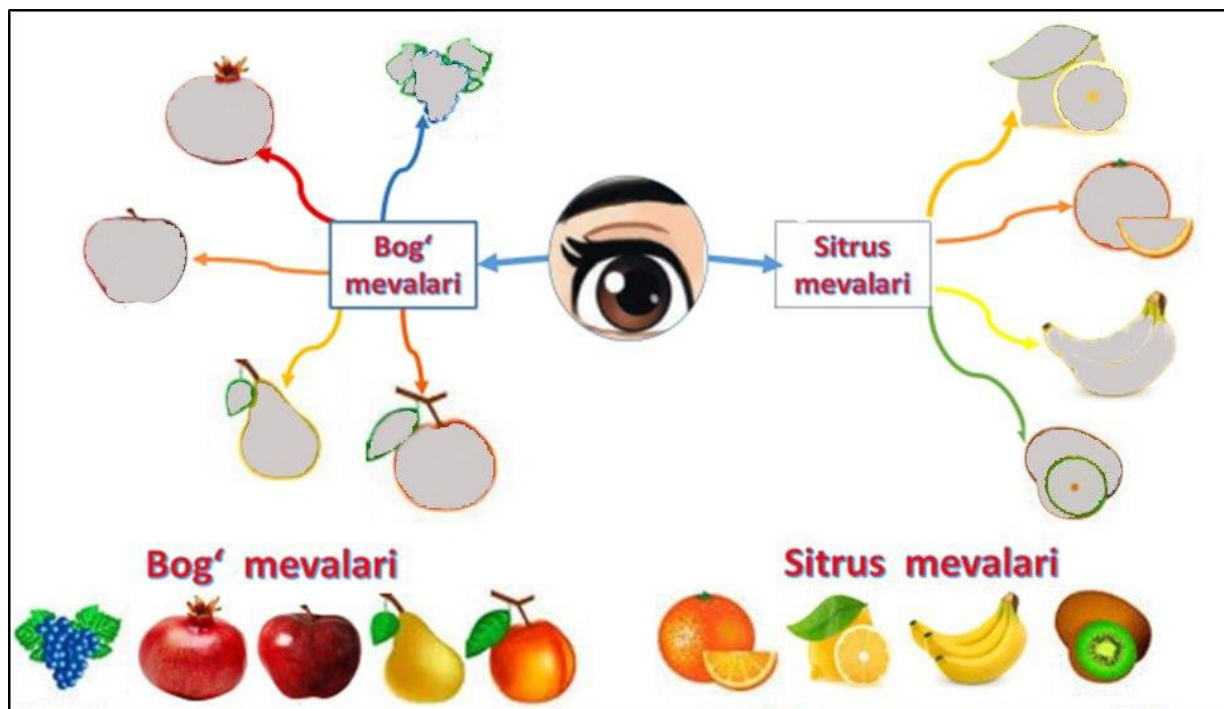 Bog‘
mevalari
Sitrus
mevalari
Bog‘ mevalari
Sitrus mevalari